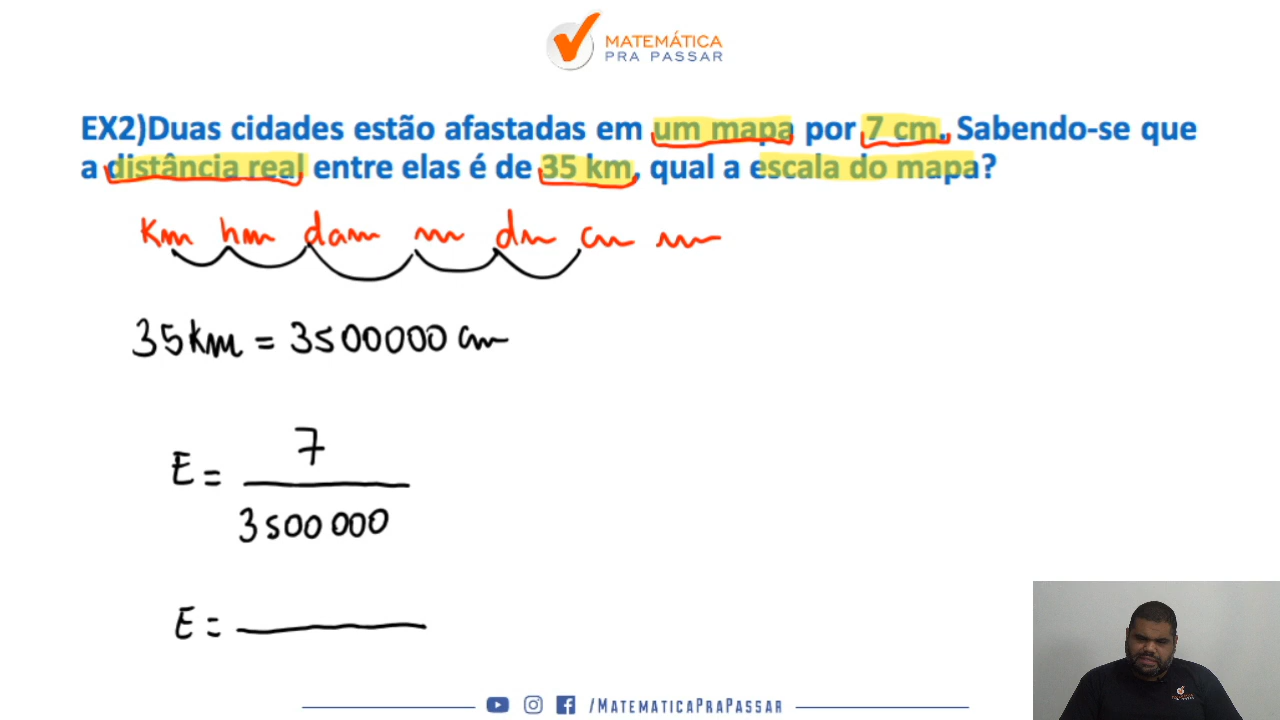 MATEMÁTICA
PRA PASSAR
EX2)Duas cidades estão afastadas em um mapa por 7 cm. Sabendo-se que
a distância real entre elas é de 35 km, qual a escala do mapa?
Km hm dam m dm cm mm
35km = 3500000 cm
E = 7
3500000
E =
/MATEMATICAPRAPASSAR